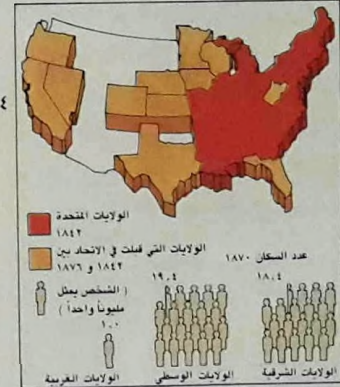 ٤
الولايات المتحدة
١٨٤٢
الولايات التي قبلت في الاتحاد بين
١٨٤٢ و ١٨٧٦
عدد السكان ١٨٧٠
( الشخص يمثل
مليوناً واحداً )
١٩٫٤
١٨٫٤
١٫٠
الولايات الغربية
الولايات الوسطى
الولايات الشرقية